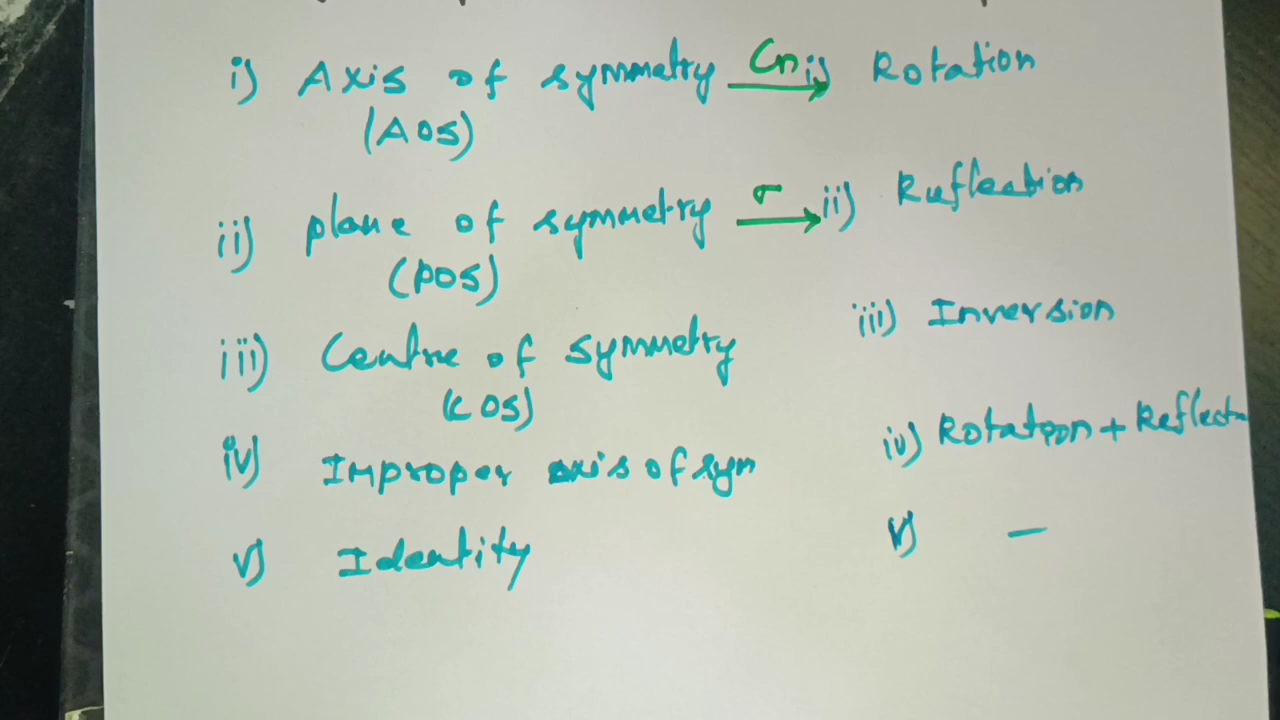 i) Axis of symmetry Cn i) Rotation
(AOS)
ii) plane of symmetry σ ii) Reflection
(POS)
iii) Centre of symmetry iii) Inversion
(COS)
iv) Improper axis of sym iv) Rotation + Reflect
v) Identity v) —